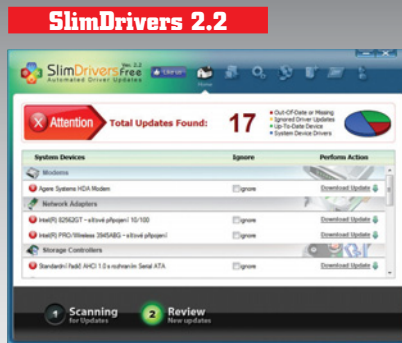 SlimDrivers 2.2
Ver. 2.2
SlimDrivers Free
Automated Driver Updates
Home
Attention
Total Updates Found: 17
Out-Of-Date or Missing
Ignored Driver Updates
Up-To-Date Device
System Device Drivers
System Devices Ignore Perform Action
Modems
Agere Systems HDA Modem Ignore Download Update
Network Adapters
Intel(R) 82562GT - síťové připojení 10/100 Ignore Download Update
Intel(R) PRO/Wireless 3945ABG - síťové připojení Ignore Download Update
Storage Controllers
Standardní řadič AHCI 1.0 s rozhraním Serial ATA Ignore Download Update
1 Scanning
for Updates
2 Review
New updates